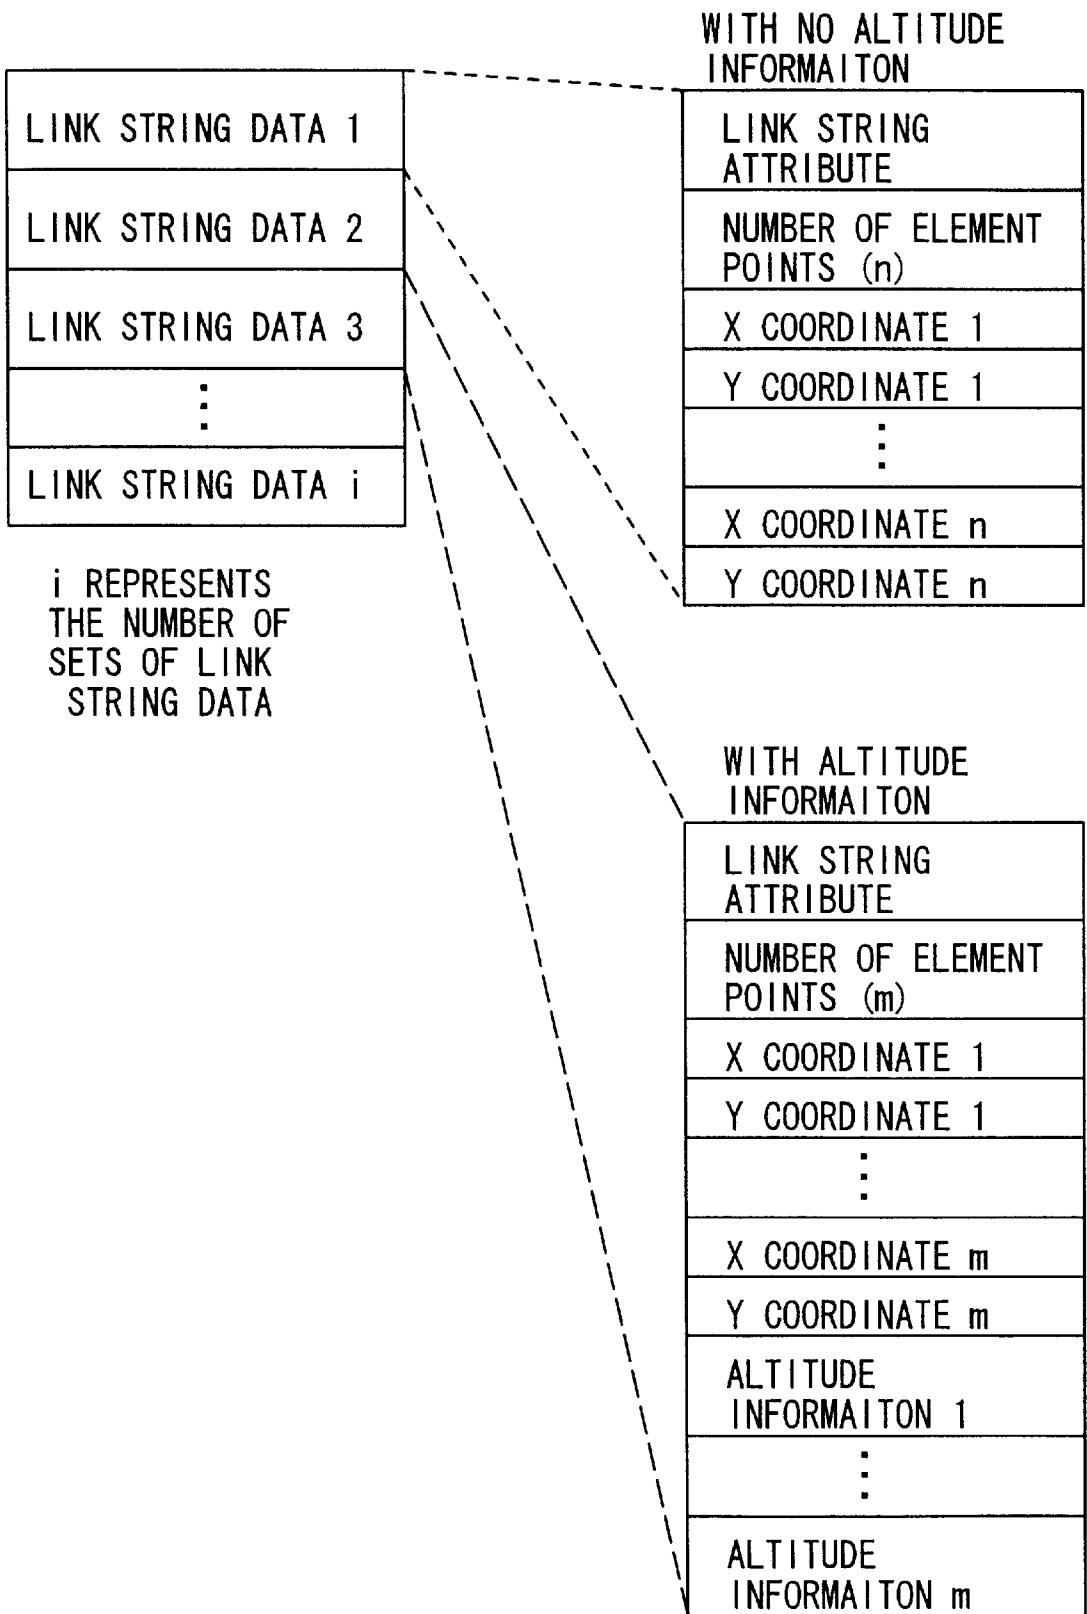 LINK STRING DATA 1
LINK STRING DATA 2
LINK STRING DATA 3
LINK STRING DATA i
i REPRESENTS
THE NUMBER OF
SETS OF LINK
STRING DATA
WITH NO ALTITUDE
INFORMAITON
LINK STRING
ATTRIBUTE
NUMBER OF ELEMENT
POINTS (n)
X COORDINATE 1
Y COORDINATE 1
X COORDINATE n
Y COORDINATE n
WITH ALTITUDE
INFORMAITON
LINK STRING
ATTRIBUTE
NUMBER OF ELEMENT
POINTS (m)
X COORDINATE 1
Y COORDINATE 1
X COORDINATE m
Y COORDINATE m
ALTITUDE
INFORMAITON 1
ALTITUDE
INFORMAITON m